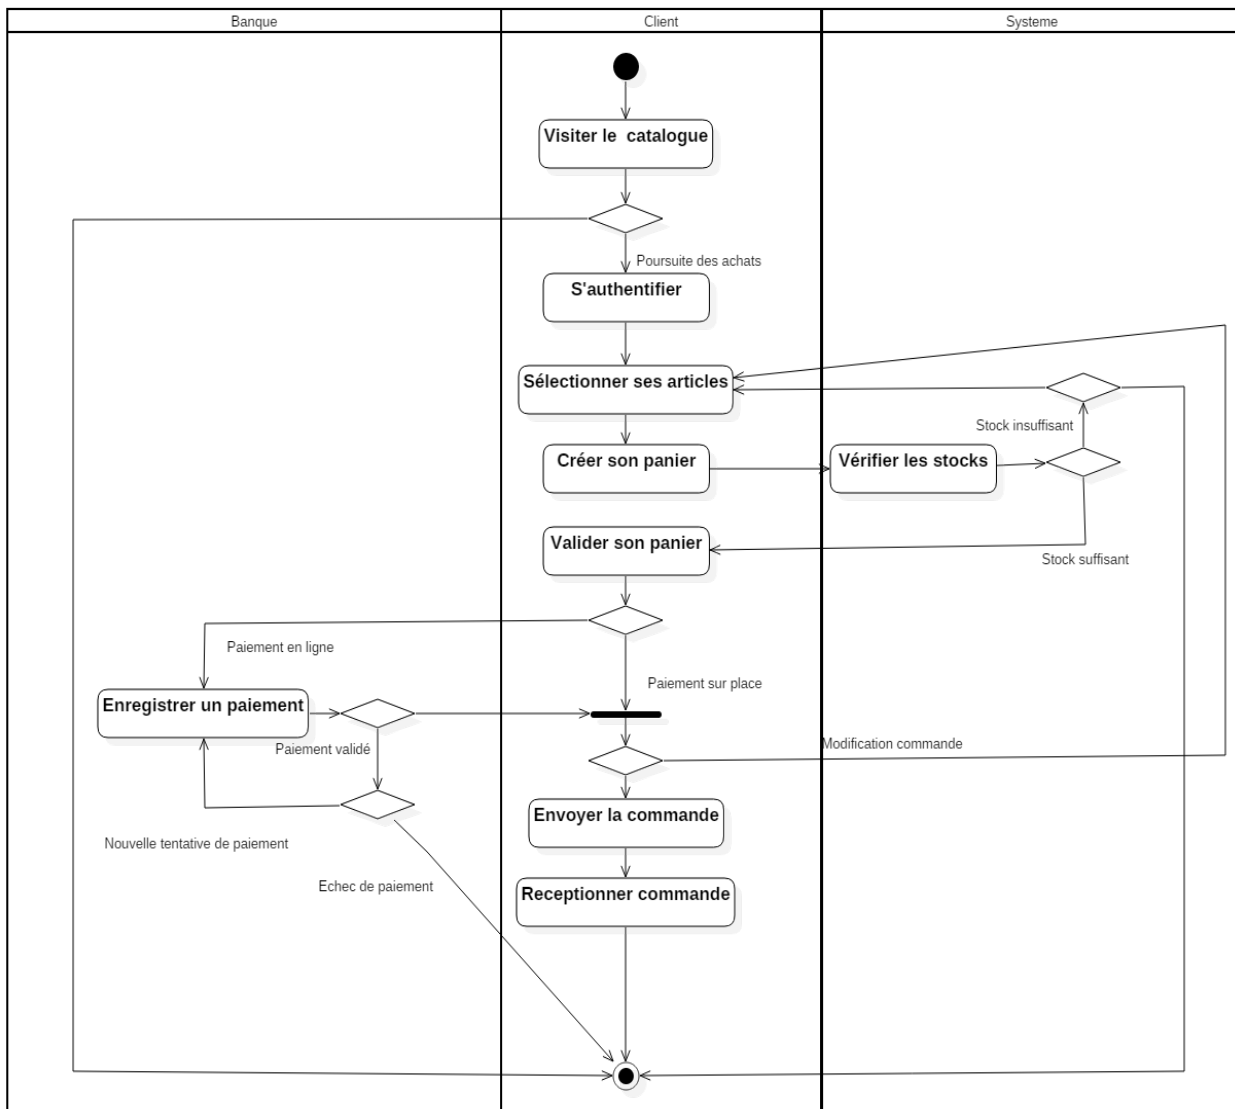 Banque
Client
Systeme
Visiter le  catalogue
Poursuite des achats
S'authentifier
Sélectionner ses articles
Stock insuffisant
Créer son panier
Vérifier les stocks
Valider son panier
Stock suffisant
Paiement en ligne
Paiement sur place
Enregistrer un paiement
Paiement validé
Modification commande
Envoyer la commande
Nouvelle tentative de paiement
Echec de paiement
Receptionner commande